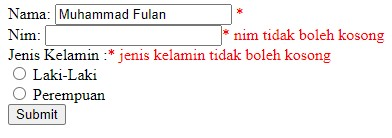 Nama: Muhammad Fulan *
Nim: * nim tidak boleh kosong
Jenis Kelamin :* jenis kelamin tidak boleh kosong
Laki-Laki
Perempuan
Submit